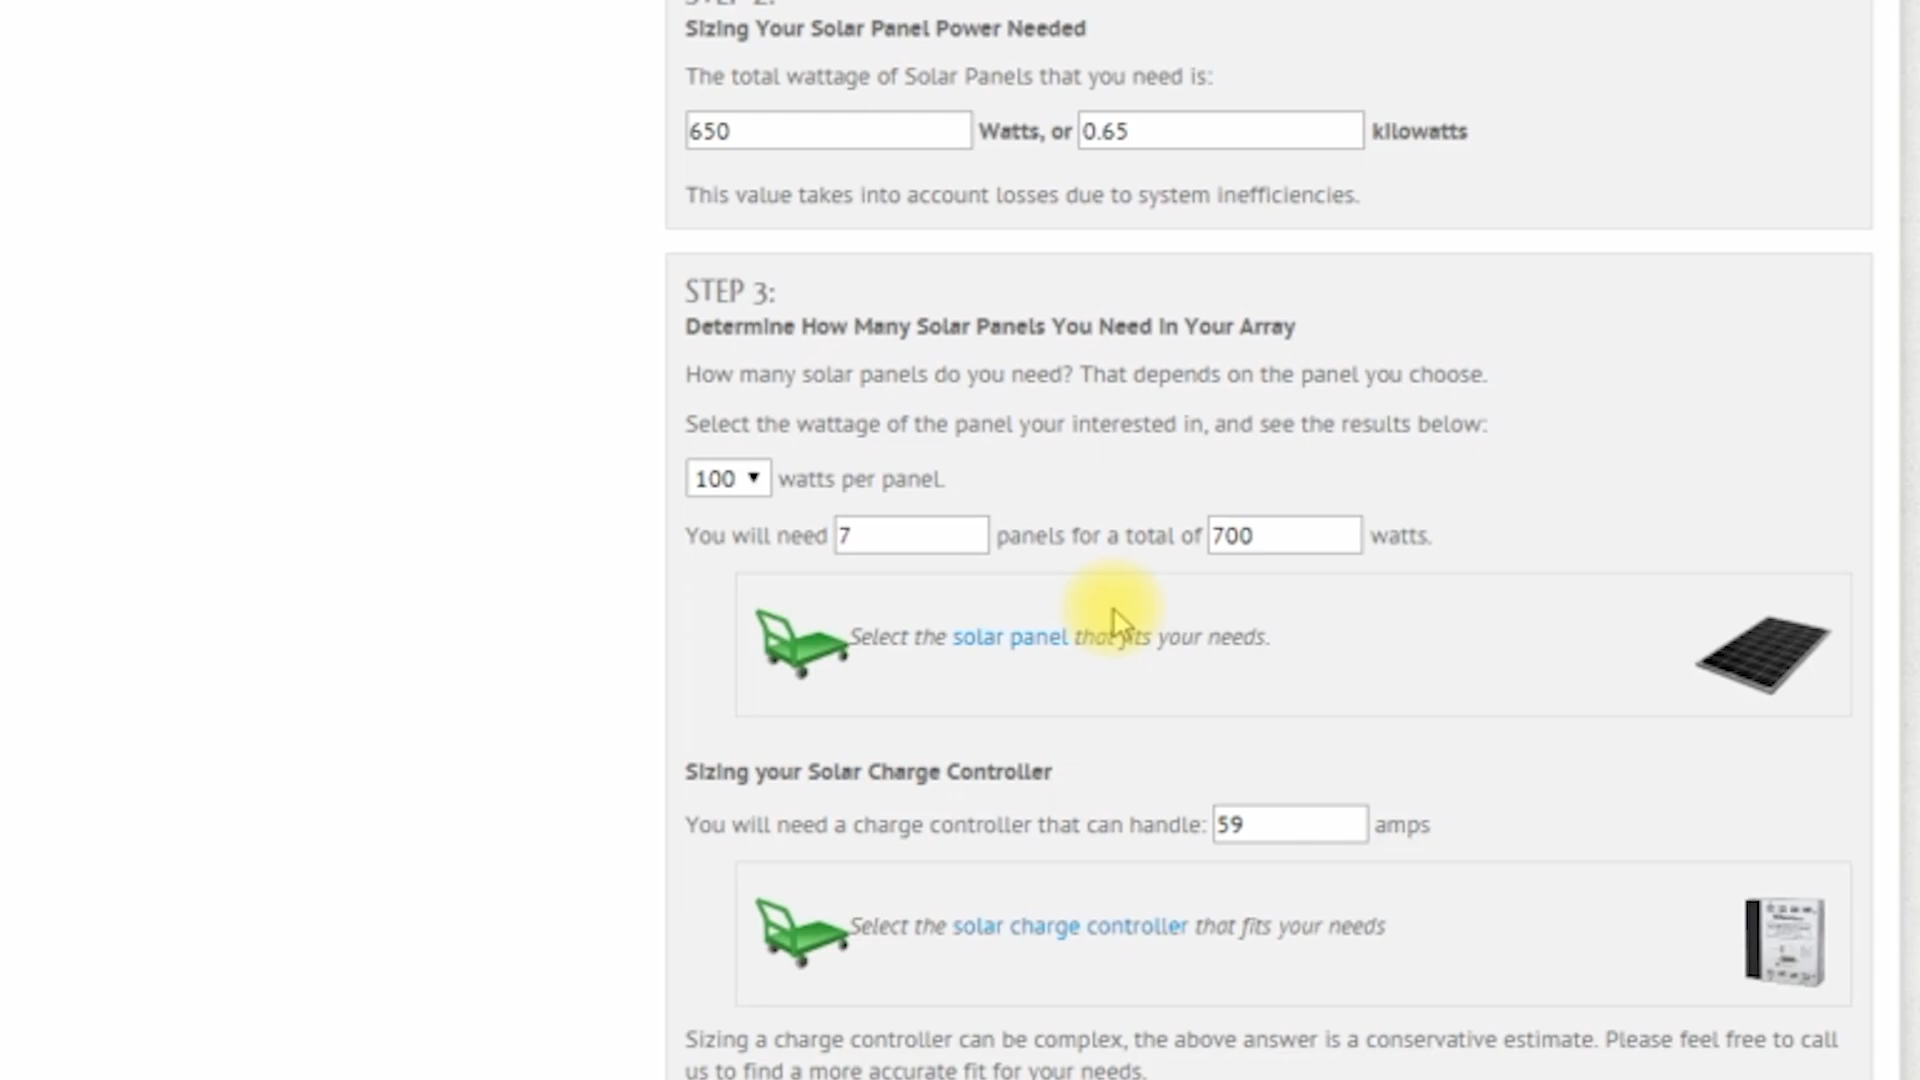 STEP 2:
Sizing Your Solar Panel Power Needed
The total wattage of Solar Panels that you need is:
650 Watts, or 0.65 kilowatts
This value takes into account losses due to system inefficiencies.
STEP 3:
Determine How Many Solar Panels You Need in Your Array
How many solar panels do you need? That depends on the panel you choose.
Select the wattage of the panel your interested in, and see the results below:
100 watts per panel.
You will need 7 panels for a total of 700 watts.
Select the solar panel that fits your needs.
Sizing your Solar Charge Controller
You will need a charge controller that can handle: 59 amps
Select the solar charge controller that fits your needs
Sizing a charge controller can be complex, the above answer is a conservative estimate. Please feel free to call
us to find a more accurate fit for your needs.